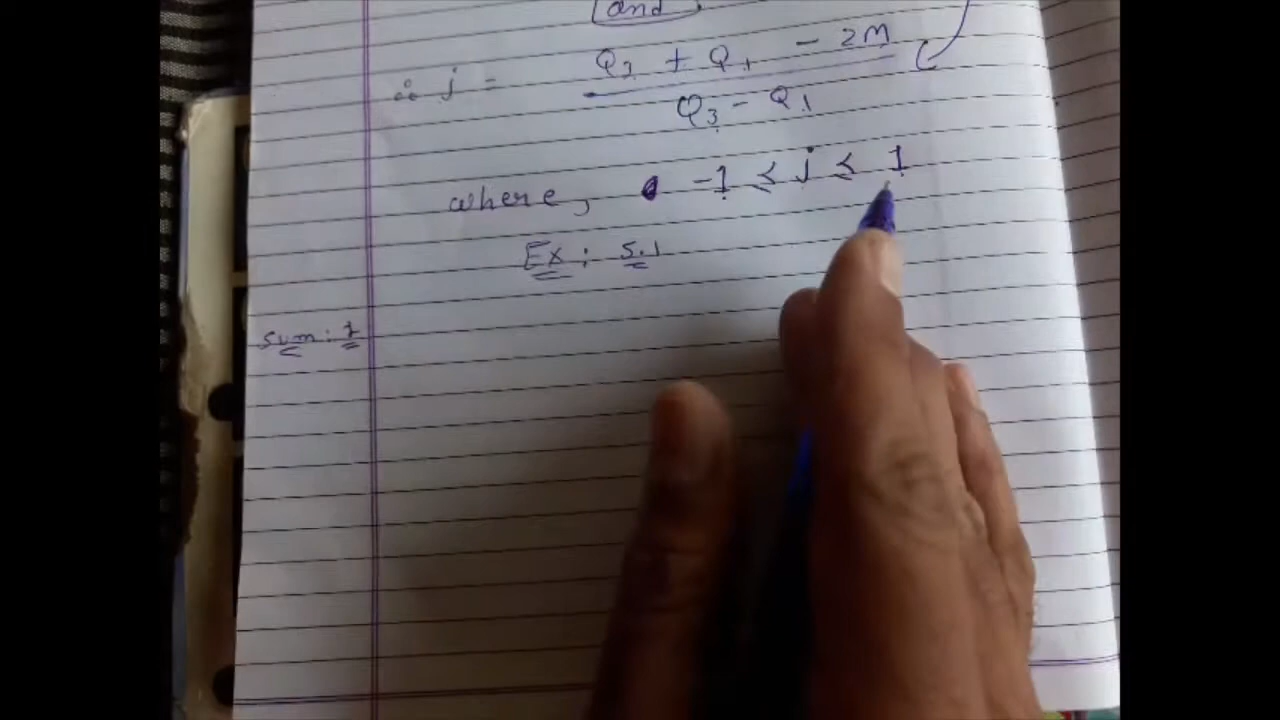 and
∴ j = Q3 + Q1 - 2M
Q3 - Q1
where, -1 ≤ j ≤ 1
Ex : 5.1
Sum : 1